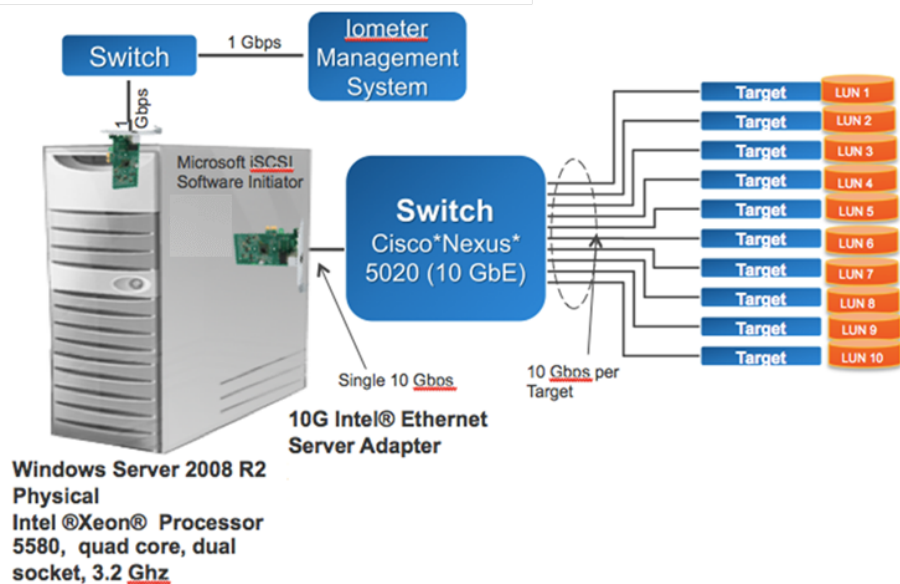 Switch
1 Gbps
Iometer
Management
System
1
Gbps
Microsoft iSCSI
Software Initiator
Switch
Cisco*Nexus*
5020 (10 GbE)
Target LUN 1
Target LUN 2
Target LUN 3
Target LUN 4
Target LUN 5
Target LUN 6
Target LUN 7
Target LUN 8
Target LUN 9
Target LUN 10
Single 10 Gbps
10 Gbps per
Target
10G Intel® Ethernet
Server Adapter
Windows Server 2008 R2
Physical
Intel ®Xeon® Processor
5580, quad core, dual
socket, 3.2 Ghz